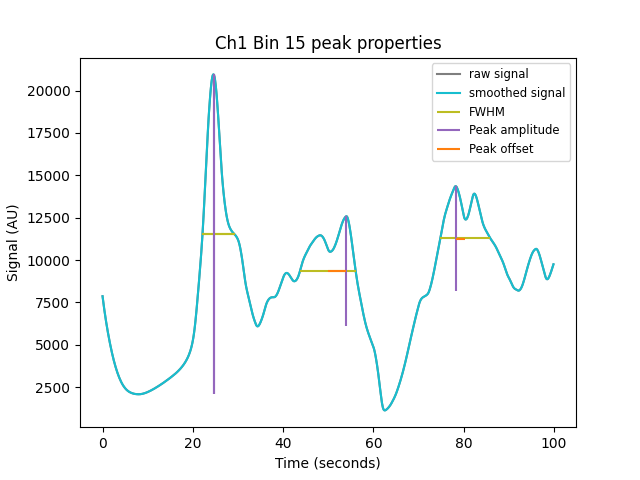 Ch1 Bin 15 peak properties
raw signal
smoothed signal
FWHM
Peak amplitude
Peak offset
Signal (AU)
20000
17500
15000
12500
10000
7500
5000
2500
0 20 40 60 80 100
Time (seconds)